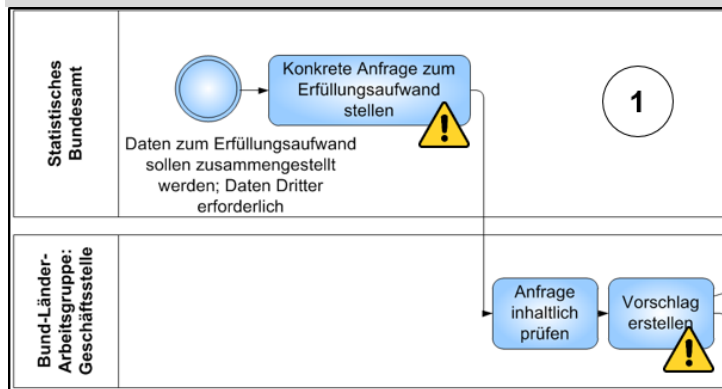 Statistisches
Bundesamt
Konkrete Anfrage zum
Erfüllungsaufwand
stellen
1
Daten zum Erfüllungsaufwand
sollen zusammengestellt
werden; Daten Dritter
erforderlich
Bund-Länder-
Arbeitsgruppe:
Geschäftsstelle
Anfrage
inhaltlich
prüfen
Vorschlag
erstellen